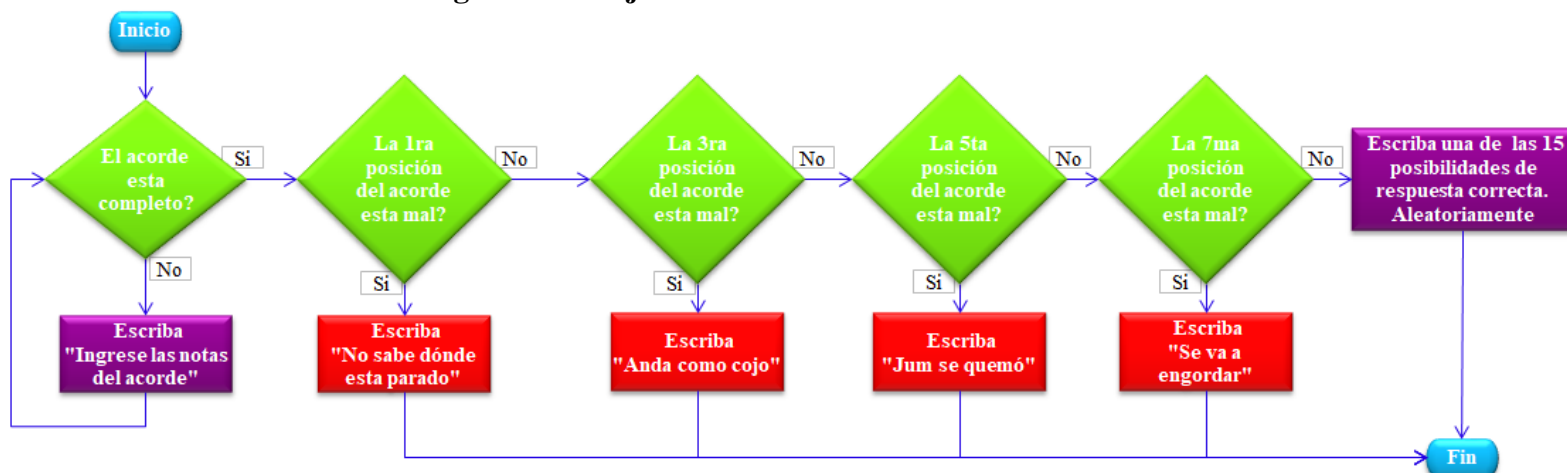 Inicio
El acorde
esta
completo?
Si
No
Escriba
"Ingrese las notas
del acorde"
La 1ra
posición
del acorde
esta mal?
No
Si
Escriba
"No sabe dónde
esta parado"
La 3ra
posición
del acorde
esta mal?
No
Si
Escriba
"Anda como cojo"
La 5ta
posición
del acorde
esta mal?
No
Si
Escriba
"Jum se quemó"
La 7ma
posición
del acorde
esta mal?
No
Si
Escriba
"Se va a
engordar"
Escriba una de las 15
posibilidades de
respuesta correcta.
Aleatoriamente
Fin